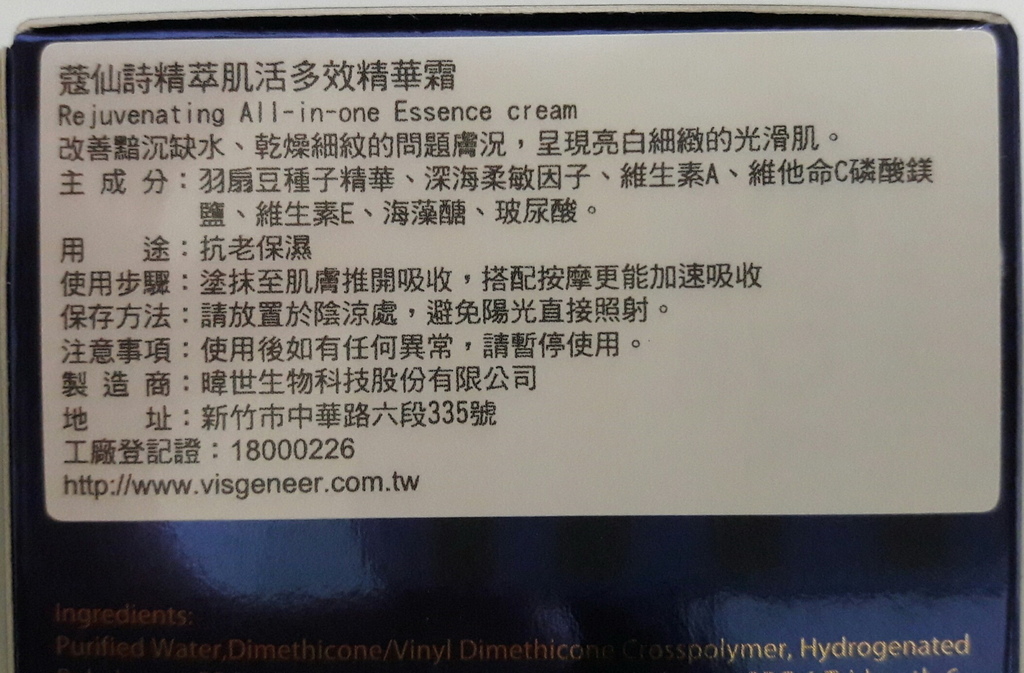 蔻仙詩精萃肌活多效精華霜
Rejuvenating All-in-one Essence cream
改善黯沉缺水、乾燥細紋的問題膚況，呈現亮白細緻的光滑肌。
主 成 分：羽扇豆種子精華、深海柔敏因子、維生素A、維他命C磷酸鎂
鹽、維生素E、海藻醣、玻尿酸。
用　　途：抗老保濕
使用步驟：塗抹至肌膚推開吸收，搭配按摩更能加速吸收
保存方法：請放置於陰涼處，避免陽光直接照射。
注意事項：使用後如有任何異常，請暫停使用。
製 造 商：暐世生物科技股份有限公司
地　　址：新竹市中華路六段335號
工廠登記證：18000226
http://www.visgeneer.com.tw
Ingredients:
Purified Water,Dimethicone/Vinyl Dimethicone Crosspolymer, Hydrogenated